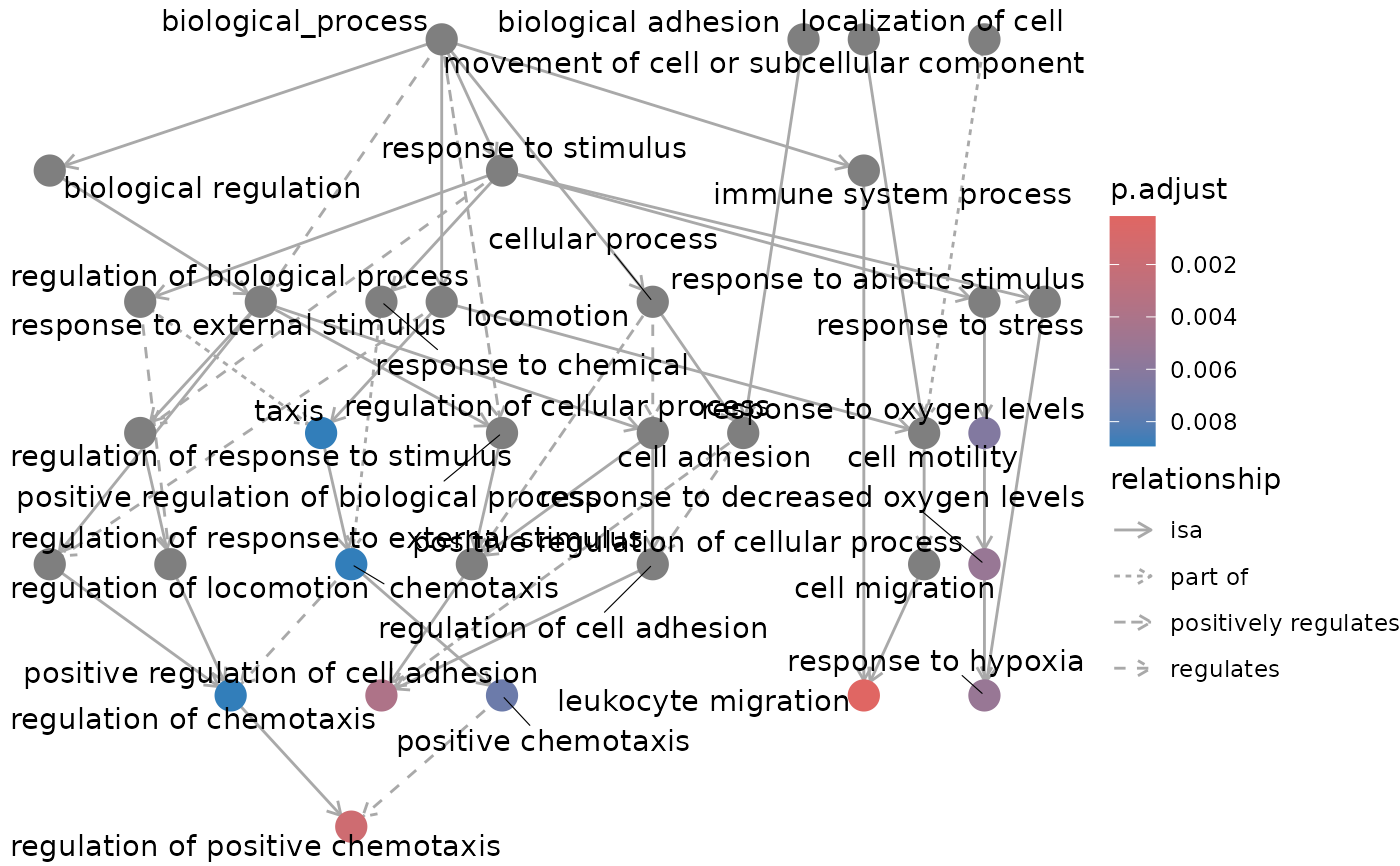 biological_process
biological adhesion
localization of cell
movement of cell or subcellular component
response to stimulus
biological regulation
immune system process
cellular process
regulation of biological process
response to abiotic stimulus
response to external stimulus
locomotion
response to stress
response to chemical
taxis
regulation of cellular process
response to oxygen levels
regulation of response to stimulus
cell adhesion
cell motility
positive regulation of biological process
response to decreased oxygen levels
regulation of response to external stimulus
positive regulation of cellular process
regulation of locomotion
chemotaxis
cell migration
regulation of cell adhesion
response to hypoxia
positive regulation of cell adhesion
leukocyte migration
regulation of chemotaxis
positive chemotaxis
regulation of positive chemotaxis
p.adjust
0.002
0.004
0.006
0.008
relationship
isa
part of
positively regulates
regulates